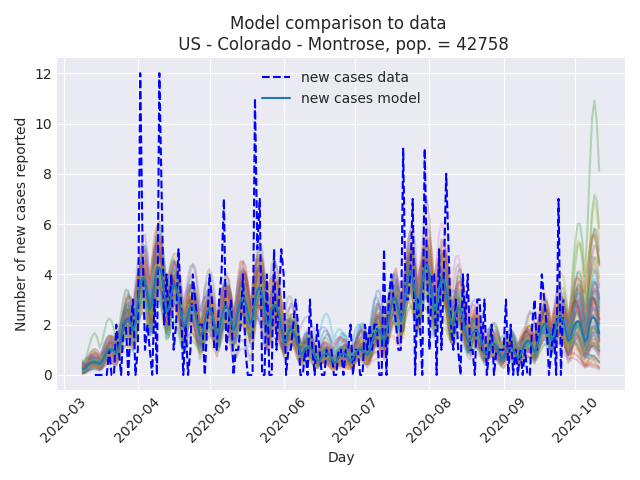 Model comparison to data
US - Colorado - Montrose, pop. = 42758
new cases data
new cases model
Number of new cases reported
12
10
8
6
4
2
0
2020-03
2020-04
2020-05
2020-06
2020-07
2020-08
2020-09
2020-10
Day